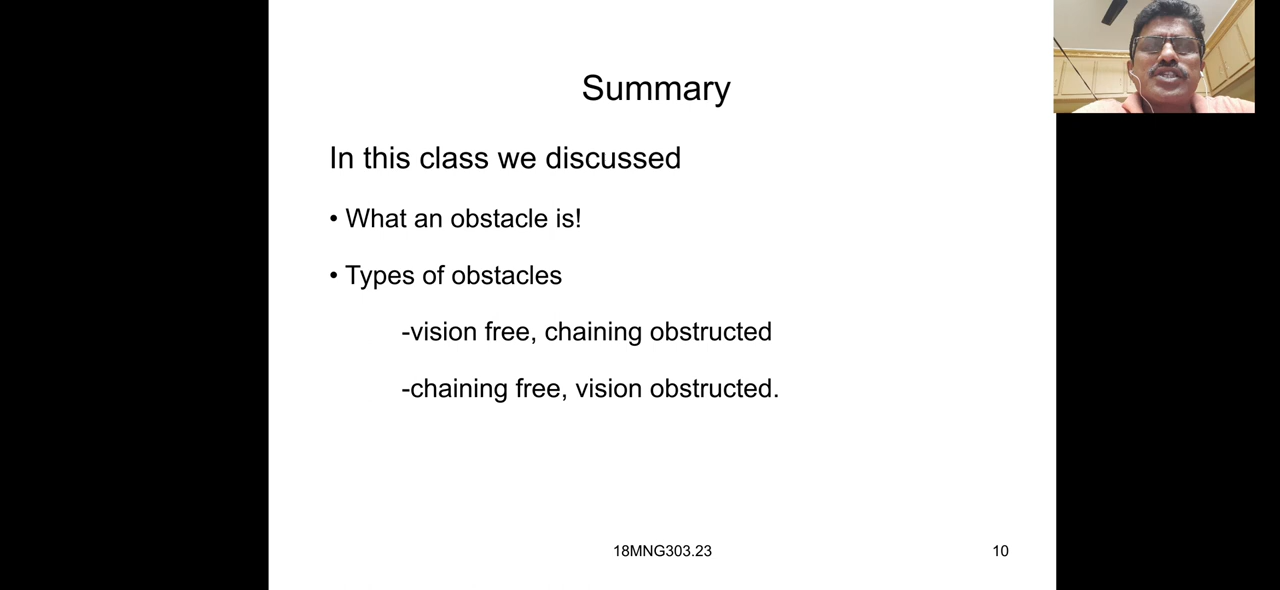 Summary
In this class we discussed
• What an obstacle is!
• Types of obstacles
-vision free, chaining obstructed
-chaining free, vision obstructed.
18MNG303.23
10